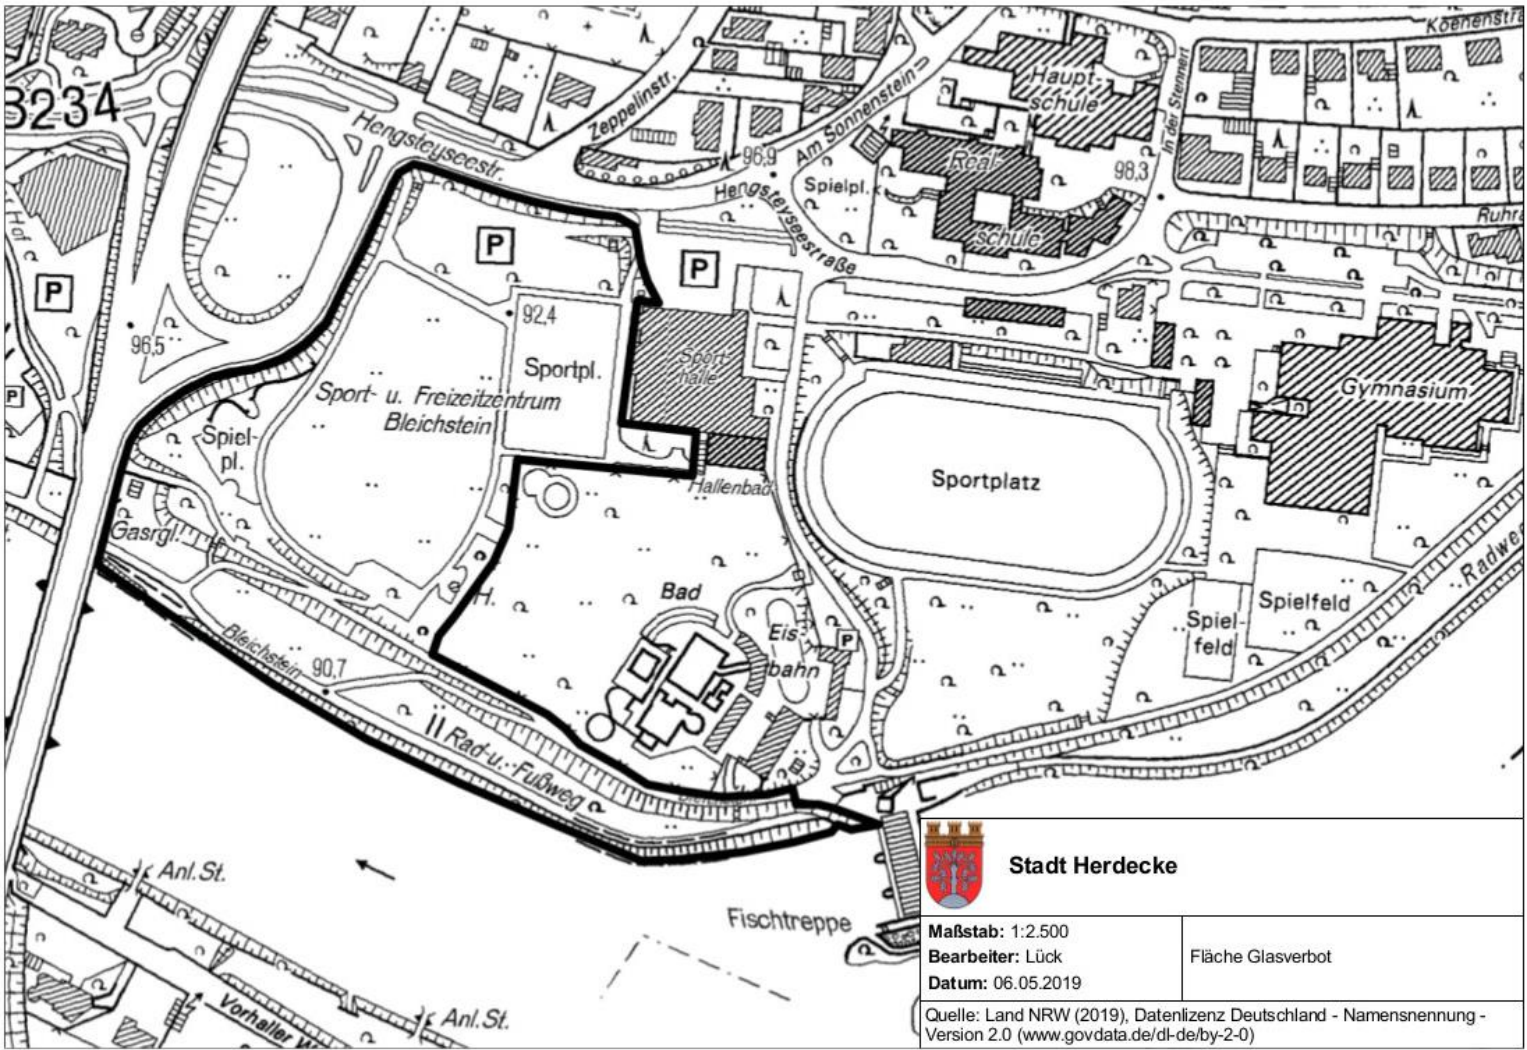 Koenenstr
B234
Haupt-
schule
Zeppelinstr.
In der Stennert
Hengsteyseestr.
Am Sonnenstein
96,9
Real-
98,3
Spielpl.
Hengsteyseestraße
schule
Ruhr
Hof
P
P
P
92,4
96,5
Sport-
halle
Sportpl.
Gymnasium
P
Sport- u. Freizeitzentrum
Bleichstein
Spiel-
pl.
Sportplatz
Hallenbad
Gasrgl.
Radweg
H.
Bad
Spielfeld
Spiel-
feld
Eis-
bahn
P
Bleichstein
90,7
Rad-u.-Fußweg
Anl.St.
Fischtreppe
Vorhaller
Anl.St.
Stadt Herdecke
Maßstab: 1:2.500
Bearbeiter: Lück
Datum: 06.05.2019
Fläche Glasverbot
Quelle: Land NRW (2019), Datenlizenz Deutschland - Namensnennung -
Version 2.0 (www.govdata.de/dl-de/by-2-0)